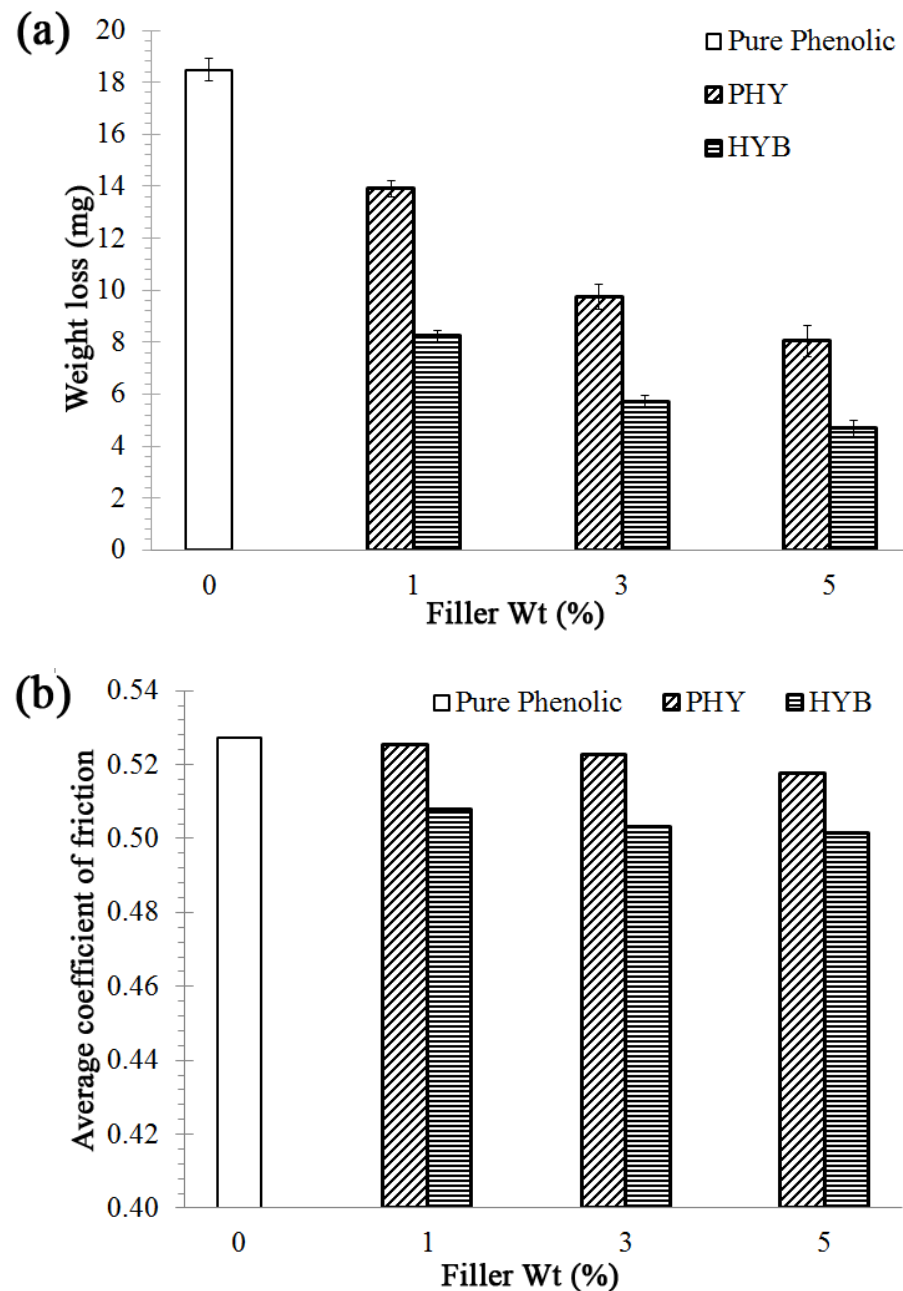 (a)
20
18
16
14
12
10
8
6
4
2
0
Weight loss (mg)
Pure Phenolic
PHY
HYB
0 1 3 5
Filler Wt (%)
(b)
0.54
0.52
0.50
0.48
0.46
0.44
0.42
0.40
Average coefficient of friction
Pure Phenolic PHY HYB
0 1 3 5
Filler Wt (%)